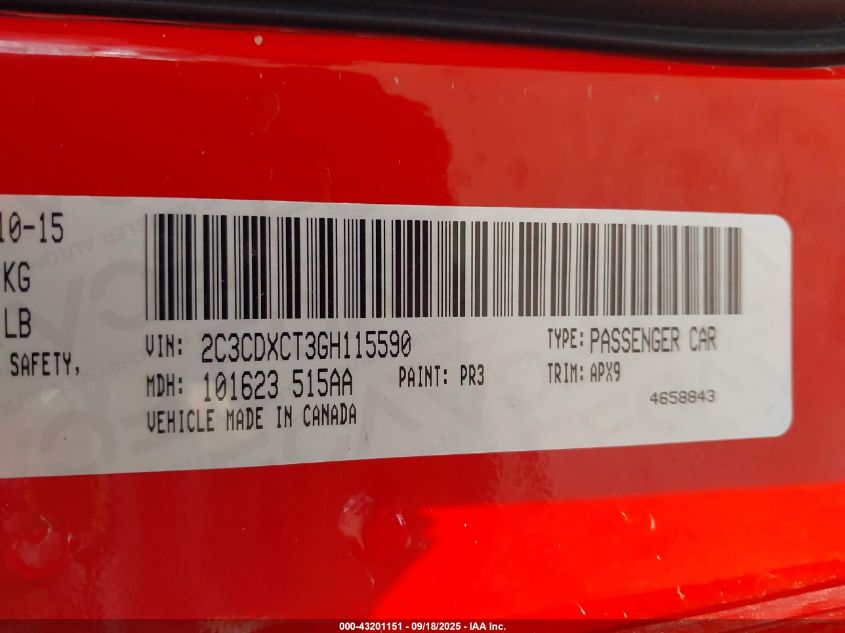 10-15
KG
LB
SAFETY,
VIN: 2C3CDXCT3GH115590
TYPE: PASSENGER CAR
MDH: 101623 515AA
PAINT: PR3
TRIM: APX9
VEHICLE MADE IN CANADA
4658843
000-43201151 - 09/18/2025 - IAA Inc.